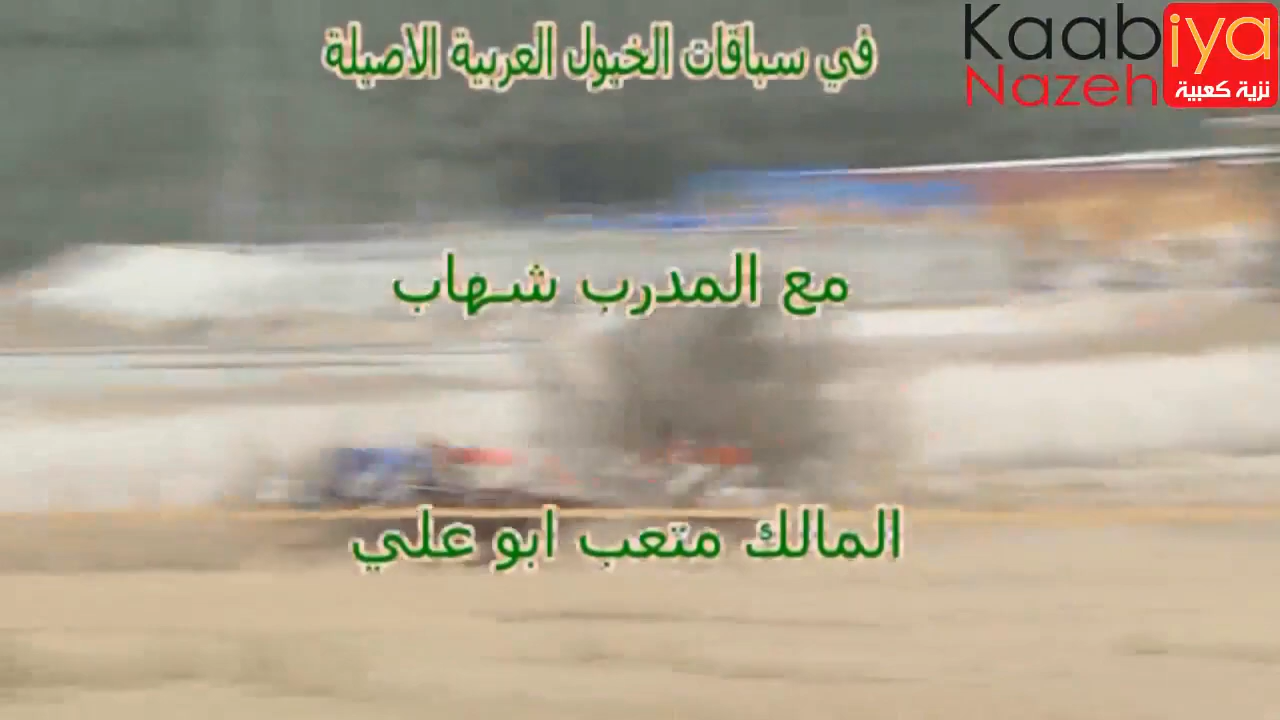 في سباقات الخيول العربية الاصيلة
Kaabiya
Nazeh
نزية كعبية
مع المدرب شهاب
المالك متعب ابو علي